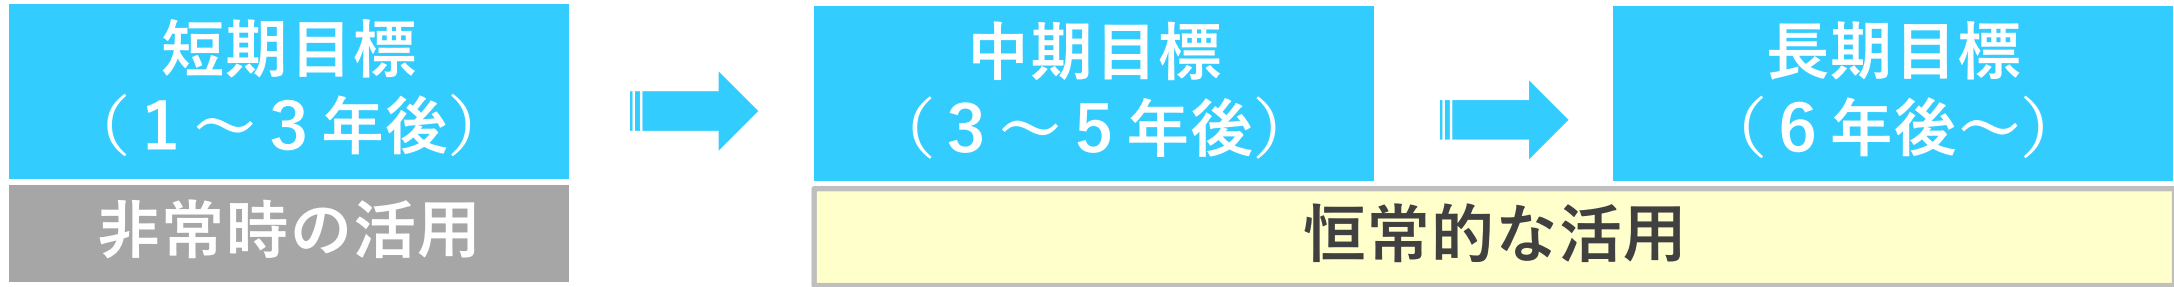 短期目標
（１～３年後）
中期目標
（３～５年後）
長期目標
（６年後～）
非常時の活用
恒常的な活用